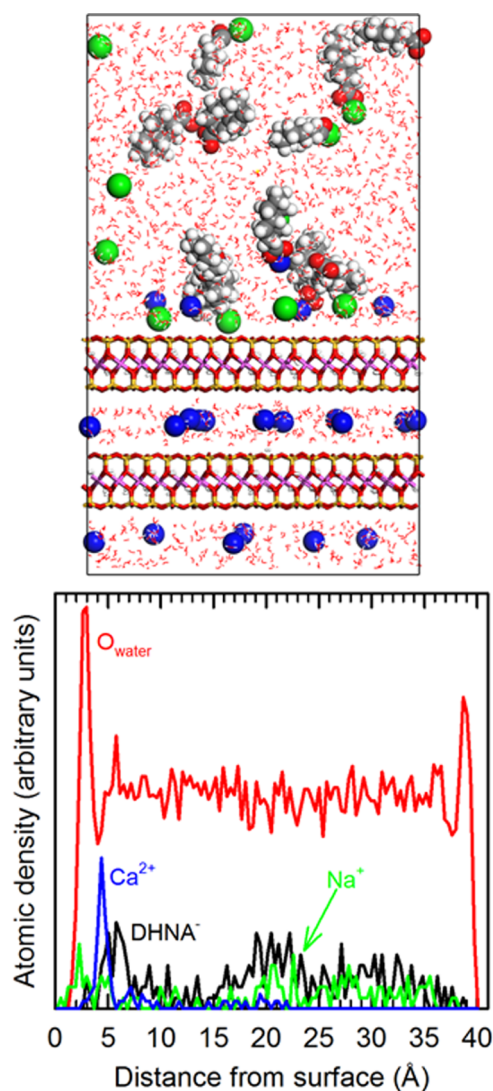 Atomic density (arbitrary units)
O_water
Ca²⁺
Na⁺
DHNA⁻
0 5 10 15 20 25 30 35 40
Distance from surface (Å)